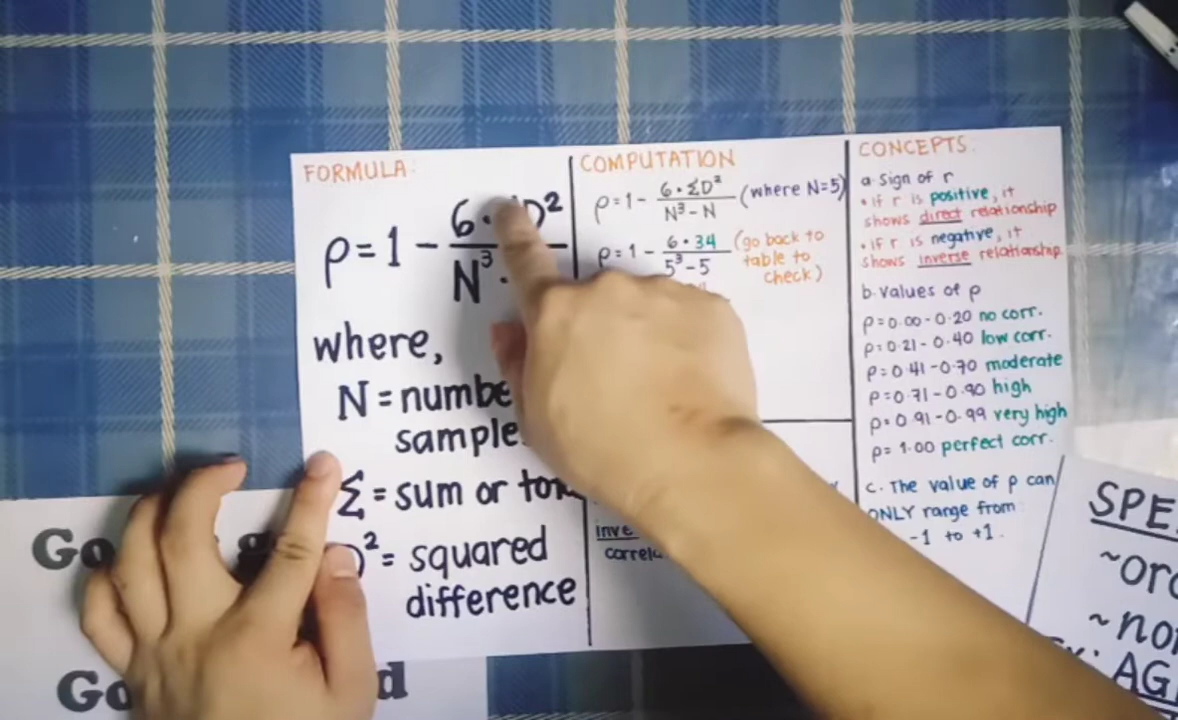 FORMULA:
ρ = 1 - 6 · D²
N³
where,
N = number
sample
Σ = sum or
² = squared
difference
COMPUTATION
ρ = 1 - 6 · ΣD² / N³ - N (where N=5)
ρ = 1 - 6 · 34 / 5³ - 5 (go back to
table to
check)
CONCEPTS:
a. Sign of r
• if r is positive, it
shows direct relationship
• if r is negative, it
shows inverse relationship
b. Values of ρ
ρ = 0.00 - 0.20 no corr.
ρ = 0.21 - 0.40 low corr.
ρ = 0.41 - 0.70 moderate
ρ = 0.71 - 0.90 high
ρ = 0.91 - 0.99 very high
ρ = 1.00 perfect corr.
c. The value of ρ can
ONLY range from
-1 to +1.
Go
Go
d
SPE
~ord
~no
: AG